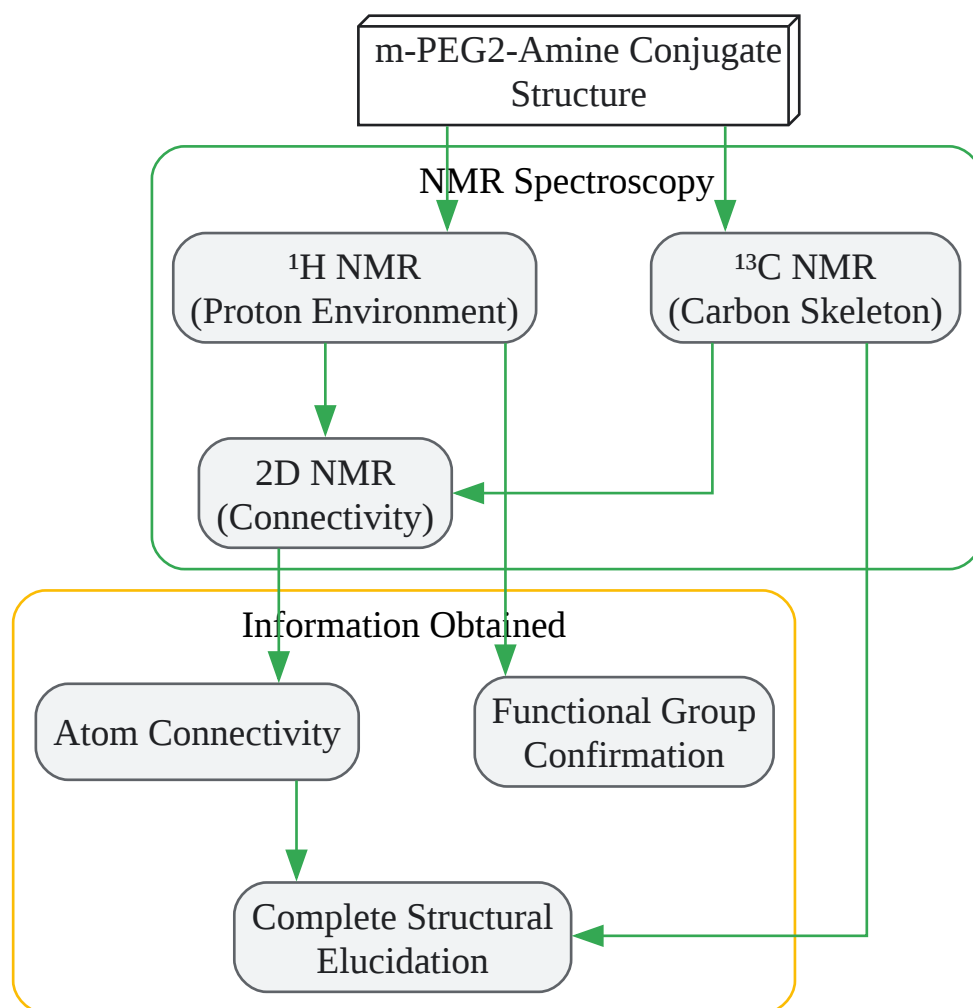 m-PEG2-Amine Conjugate
Structure
NMR Spectroscopy
¹H NMR
(Proton Environment)
¹³C NMR
(Carbon Skeleton)
2D NMR
(Connectivity)
Information Obtained
Atom Connectivity
Functional Group
Confirmation
Complete Structural
Elucidation